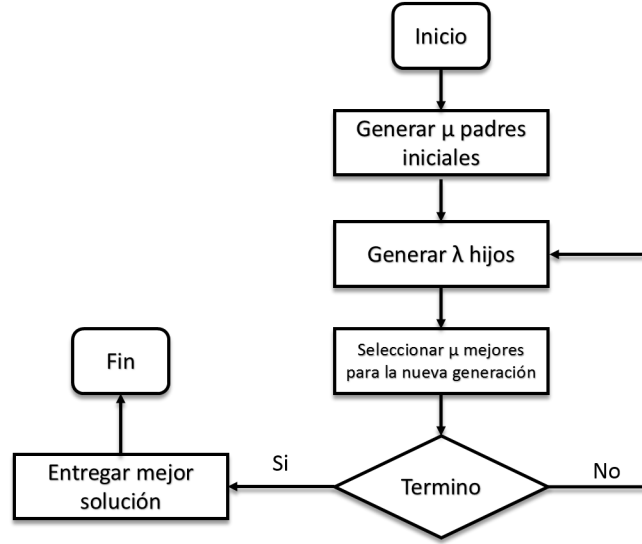 Inicio
Generar μ padres
iniciales
Generar λ hijos
Seleccionar μ mejores
para la nueva generación
Termino
Si
No
Entregar mejor
solución
Fin